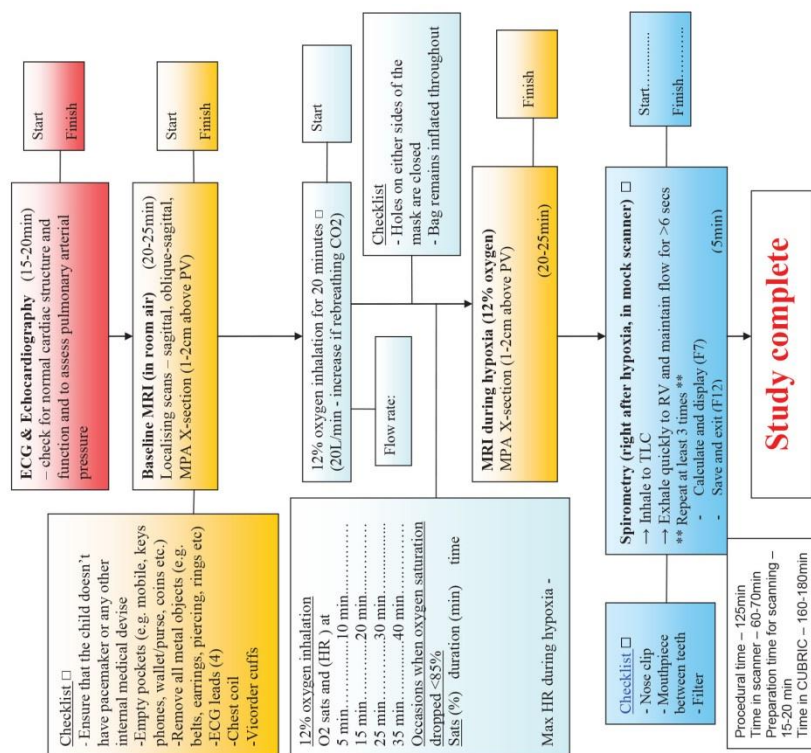 ECG & Echocardiography (15-20min)
– check for normal cardiac structure and
function and to assess pulmonary arterial
pressure
Start
Finish
Checklist □
- Ensure that the child doesn't
have pacemaker or any other
internal medical devise
- Empty pockets (e.g. mobile, keys
phones, wallet/purse, coins etc.)
-Remove all metal objects (e.g.
belts, earrings, piercing, rings etc)
-ECG leads (4)
- Chest coil
- Vicorder cuffs
Baseline MRI (in room air) (20-25min)
Localising scans – sagittal, oblique-sagittal,
MPA X-section (1-2cm above PV)
Start
Finish
12% oxygen inhalation for 20 minutes □
(20L/min - increase if rebreathing CO2)
Start
Flow rate:
Checklist
- Holes on either sides of the
mask are closed
- Bag remains inflated throughout
12% oxygen inhalation
O2 sats and (HR ) at
5 min..............10 min...............
15 min............ 20 min..............
25 min.............30 min..............
35 min.............40 min..............
Occasions when oxygen saturation
dropped <85%
Sats (%) duration (min) time
Max HR during hypoxia -
MRI during hypoxia (12% oxygen)
MPA X-section (1-2cm above PV)
(20-25min)
Finish
Spirometry (right after hypoxia, in mock scanner) □
→ Inhale to TLC
→ Exhale quickly to RV and maintain flow for >6 secs
** Repeat at least 3 times **
- Calculate and display (F7)
- Save and exit (F12) (5min)
Start..............
Finish...........
Checklist □
- Nose clip
- Mouthpiece
between teeth
- Filter
Study complete
Procedural time – 125min
Time in scanner – 60-70min
Preparation time for scanning –
15-20 min
Time in CUBRIC – 160-180min